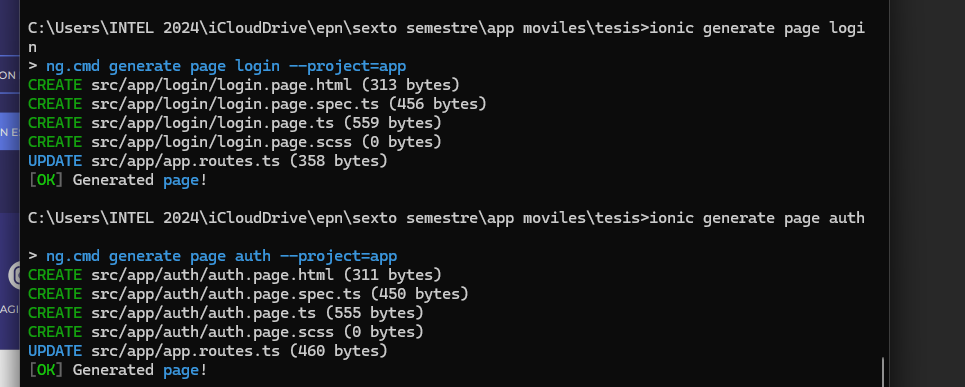 C:\Users\INTEL 2024\iCloudDrive\epn\sexto semestre\app moviles\tesis>ionic generate page logi
n
> ng.cmd generate page login --project=app
CREATE src/app/login/login.page.html (313 bytes)
CREATE src/app/login/login.page.spec.ts (456 bytes)
CREATE src/app/login/login.page.ts (559 bytes)
CREATE src/app/login/login.page.scss (0 bytes)
UPDATE src/app/app.routes.ts (358 bytes)
[OK] Generated page!
C:\Users\INTEL 2024\iCloudDrive\epn\sexto semestre\app moviles\tesis>ionic generate page auth
> ng.cmd generate page auth --project=app
CREATE src/app/auth/auth.page.html (311 bytes)
CREATE src/app/auth/auth.page.spec.ts (450 bytes)
CREATE src/app/auth/auth.page.ts (555 bytes)
CREATE src/app/auth/auth.page.scss (0 bytes)
UPDATE src/app/app.routes.ts (460 bytes)
[OK] Generated page!
ON
N E
AGI